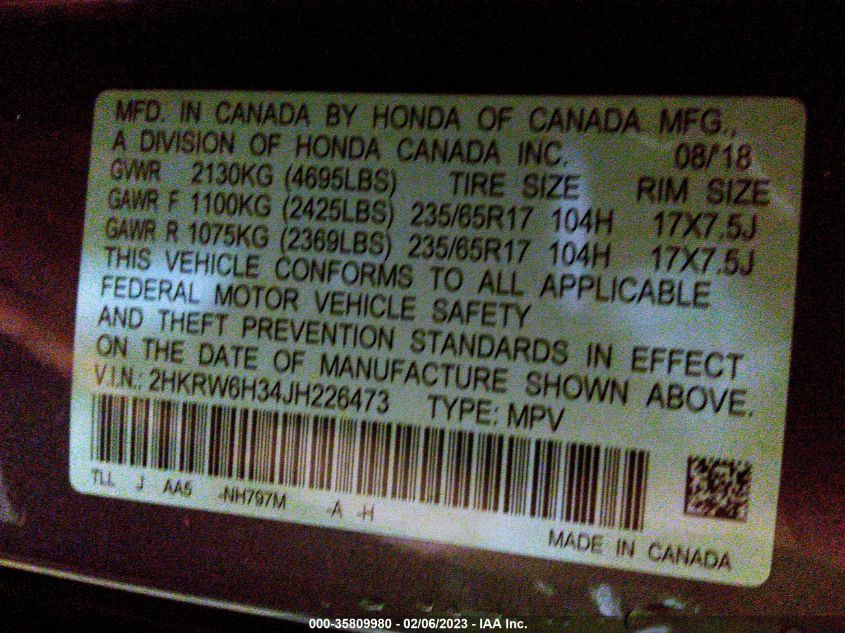 MFD. IN CANADA BY HONDA OF CANADA MFG.,
A DIVISION OF HONDA CANADA INC. 08/'18
GVWR 2130KG (4695LBS) TIRE SIZE RIM SIZE
GAWR F 1100KG (2425LBS) 235/65R17 104H 17X7.5J
GAWR R 1075KG (2369LBS) 235/65R17 104H 17X7.5J
THIS VEHICLE CONFORMS TO ALL APPLICABLE
FEDERAL MOTOR VEHICLE SAFETY
AND THEFT PREVENTION STANDARDS IN EFFECT
ON THE DATE OF MANUFACTURE SHOWN ABOVE.
V.I.N.: 2HKRW6H34JH226473 TYPE: MPV
TLL J AA5 -NH797M -A -H
MADE IN CANADA
000-35809980 - 02/06/2023 - IAA Inc.